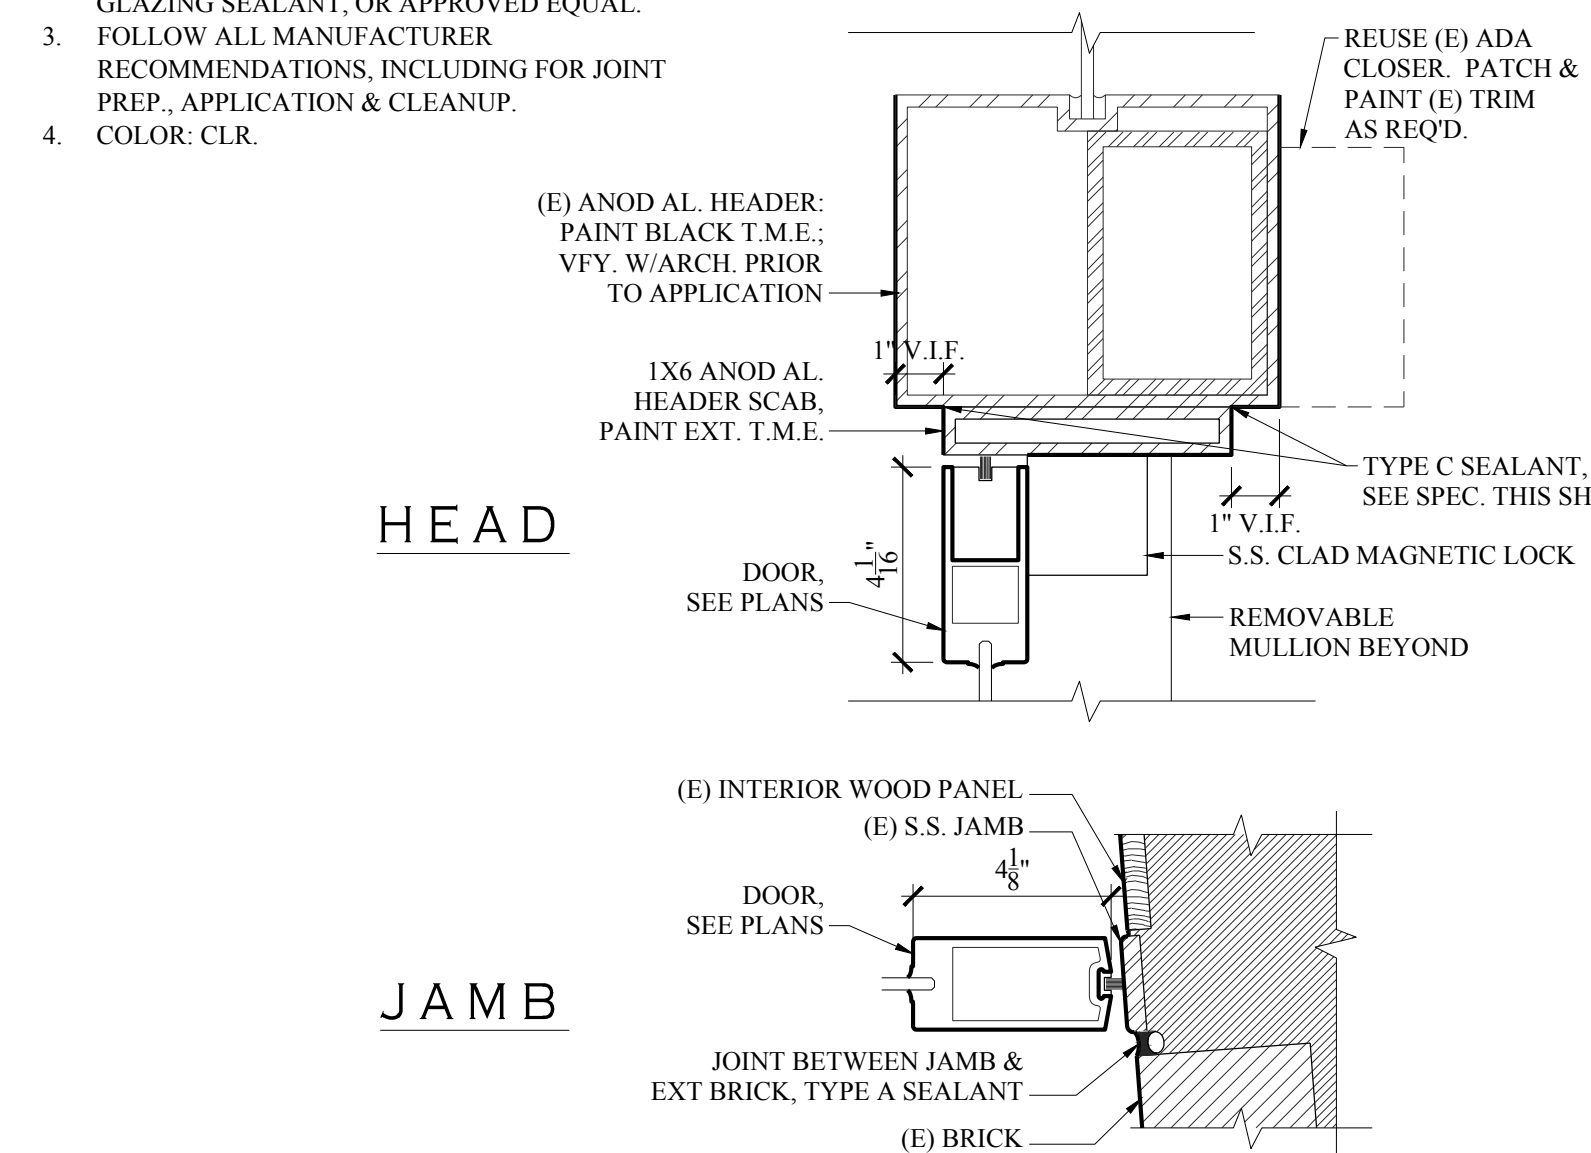 GLAZING SEALANT, OR APPROVED EQUAL.
3. FOLLOW ALL MANUFACTURER
RECOMMENDATIONS, INCLUDING FOR JOINT
PREP., APPLICATION & CLEANUP.
4. COLOR: CLR.
REUSE (E) ADA
CLOSER. PATCH &
PAINT (E) TRIM
AS REQ'D.
(E) ANOD AL. HEADER:
PAINT BLACK T.M.E.;
VFY. W/ARCH. PRIOR
TO APPLICATION
1" V.I.F.
1X6 ANOD AL.
HEADER SCAB,
PAINT EXT. T.M.E.
TYPE C SEALANT,
SEE SPEC. THIS SH
1" V.I.F.
S.S. CLAD MAGNETIC LOCK
HEAD
4 1/16"
DOOR,
SEE PLANS
REMOVABLE
MULLION BEYOND
(E) INTERIOR WOOD PANEL
(E) S.S. JAMB
4 1/8"
DOOR,
SEE PLANS
JAMB
JOINT BETWEEN JAMB &
EXT BRICK, TYPE A SEALANT
(E) BRICK